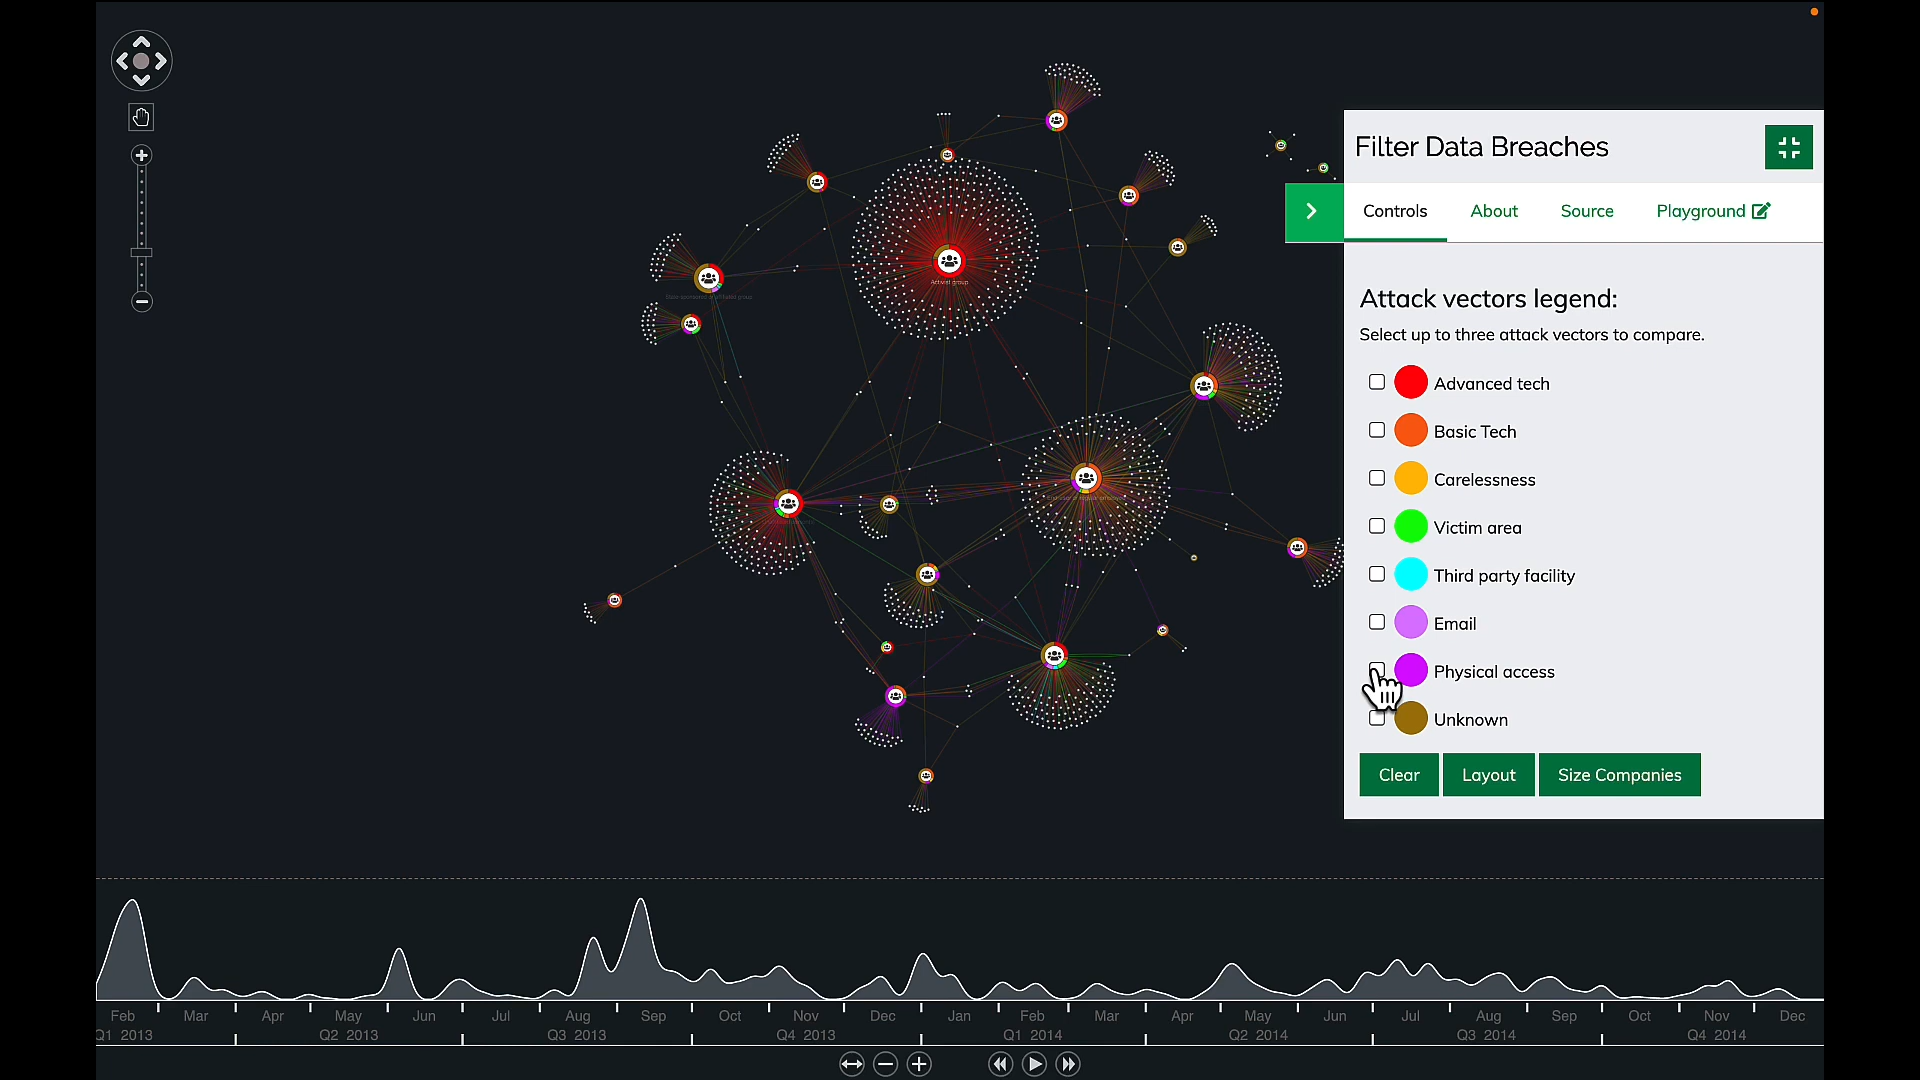 Filter Data Breaches
Controls About Source Playground
Attack vectors legend:
Select up to three attack vectors to compare.
Advanced tech
Basic Tech
Carelessness
Victim area
Third party facility
Email
Physical access
Unknown
Clear Layout Size Companies
Activist group
Feb Mar Apr May Jun Jul Aug Sep Oct Nov Dec Jan Feb Mar Apr May Jun Jul Aug Sep Oct Nov Dec
Q1 2013 Q2 2013 Q3 2013 Q4 2013 Q1 2014 Q2 2014 Q3 2014 Q4 2014